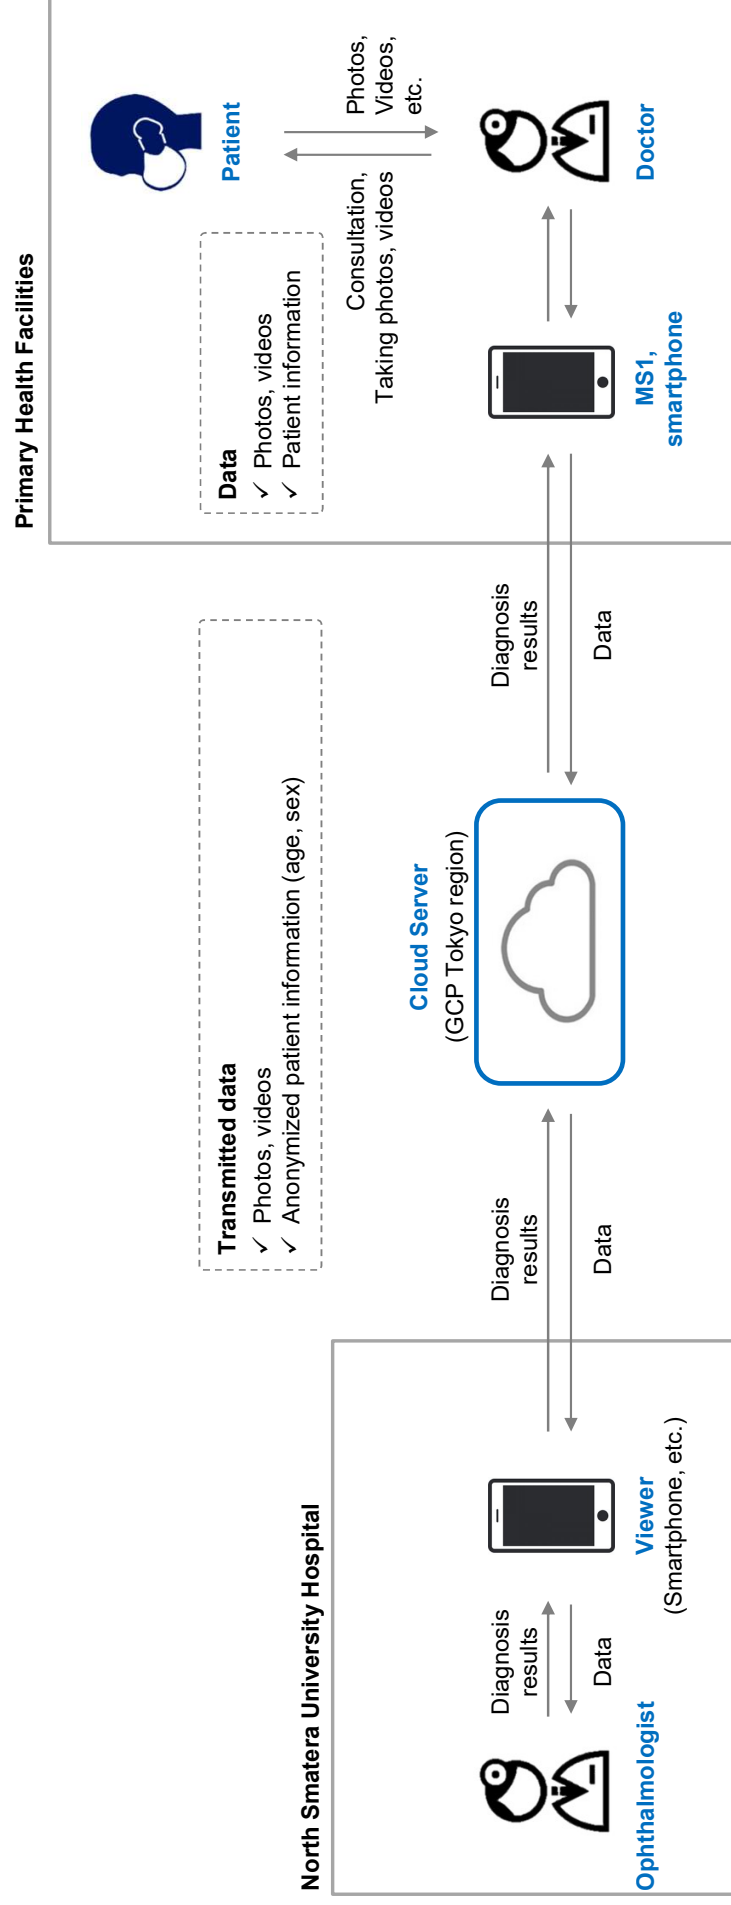 North Smatera University Hospital
Ophthalmologist
Diagnosis
results
Data
Viewer
(Smartphone, etc.)
Diagnosis
results
Data
Transmitted data
✓ Photos, videos
✓ Anonymized patient information (age, sex)
Cloud Server
(GCP Tokyo region)
Diagnosis
results
Data
Primary Health Facilities
Data
✓ Photos, videos
✓ Patient information
MS1,
smartphone
Patient
Consultation,
Taking photos, videos
Photos,
Videos,
etc.
Doctor